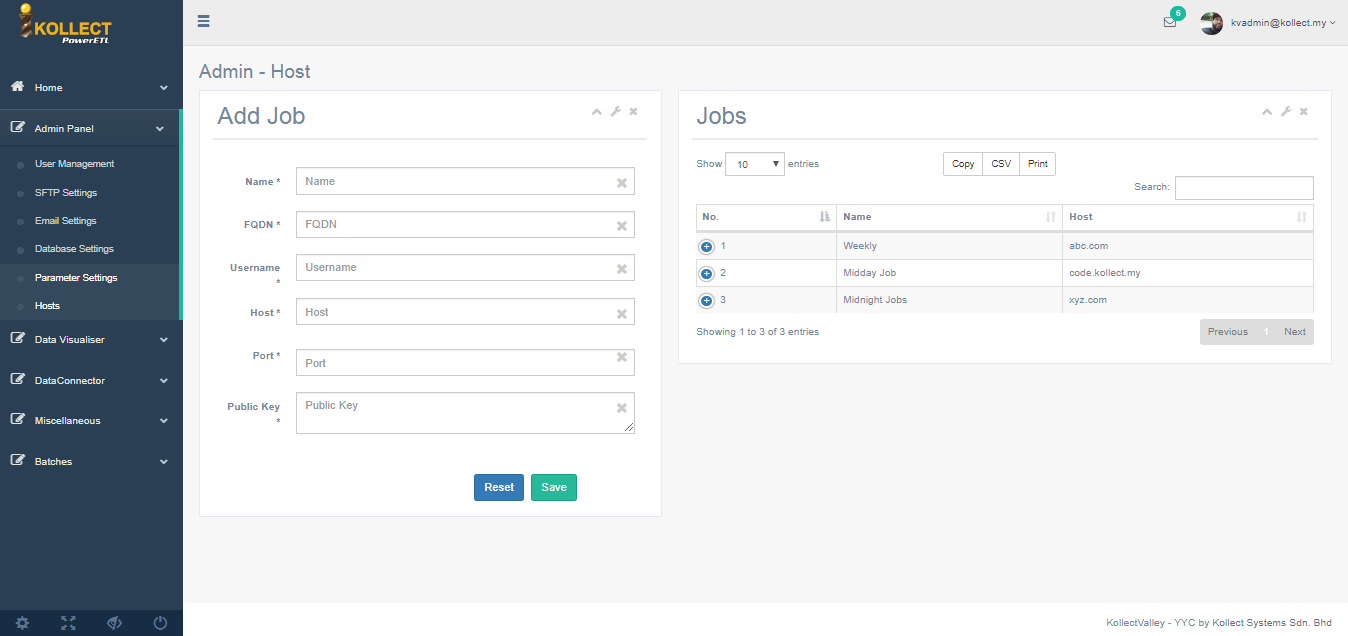 KOLLECT
PowerETL
Home
Admin Panel
User Management
SFTP Settings
Email Settings
Database Settings
Parameter Settings
Hosts
Data Visualiser
DataConnector
Miscellaneous
Batches
6
kvadmin@kollect.my
Admin - Host
Add Job
Name * Name
FQDN * FQDN
Username Username
*
Host * Host
Port * Port
Public Key Public Key
*
Reset Save
Jobs
Show 10 entries Copy CSV Print
Search:
No. Name Host
1 Weekly abc.com
2 Midday Job code.kollect.my
3 Midnight Jobs xyz.com
Showing 1 to 3 of 3 entries Previous 1 Next
KollectValley - YYC by Kollect Systems Sdn. Bhd